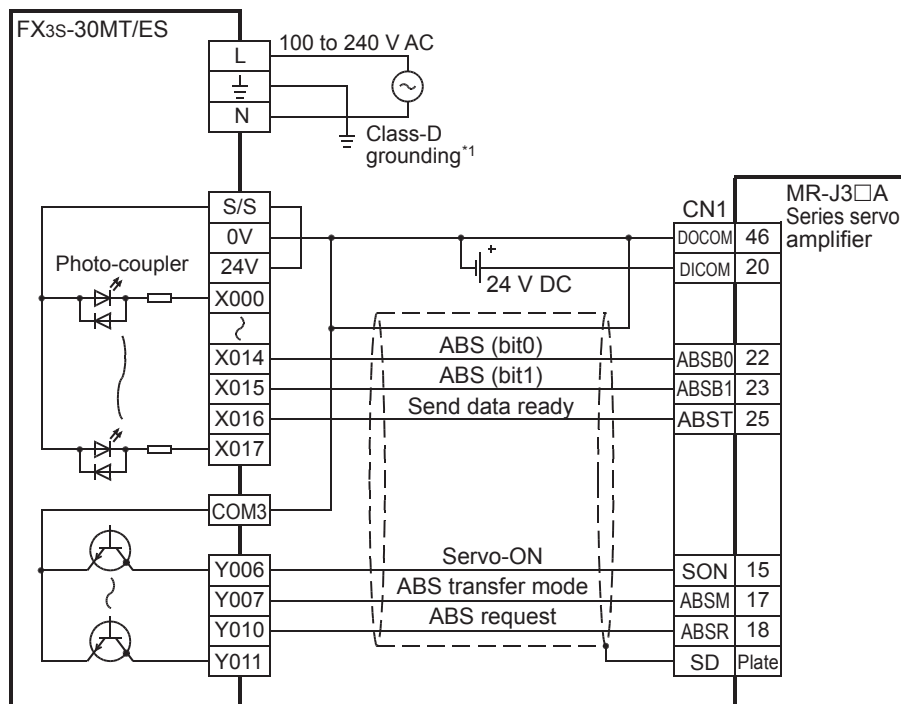 FX3S-30MT/ES
L
N
100 to 240 V AC
Class-D
grounding*1
S/S
0V
24V
X000
X014
X015
X016
X017
COM3
Y006
Y007
Y010
Y011
Photo-coupler
+
24 V DC
ABS (bit0)
ABS (bit1)
Send data ready
Servo-ON
ABS transfer mode
ABS request
CN1
MR-J3□A
Series servo
amplifier
DOCOM 46
DICOM 20
ABSB0 22
ABSB1 23
ABST 25
SON 15
ABSM 17
ABSR 18
SD Plate